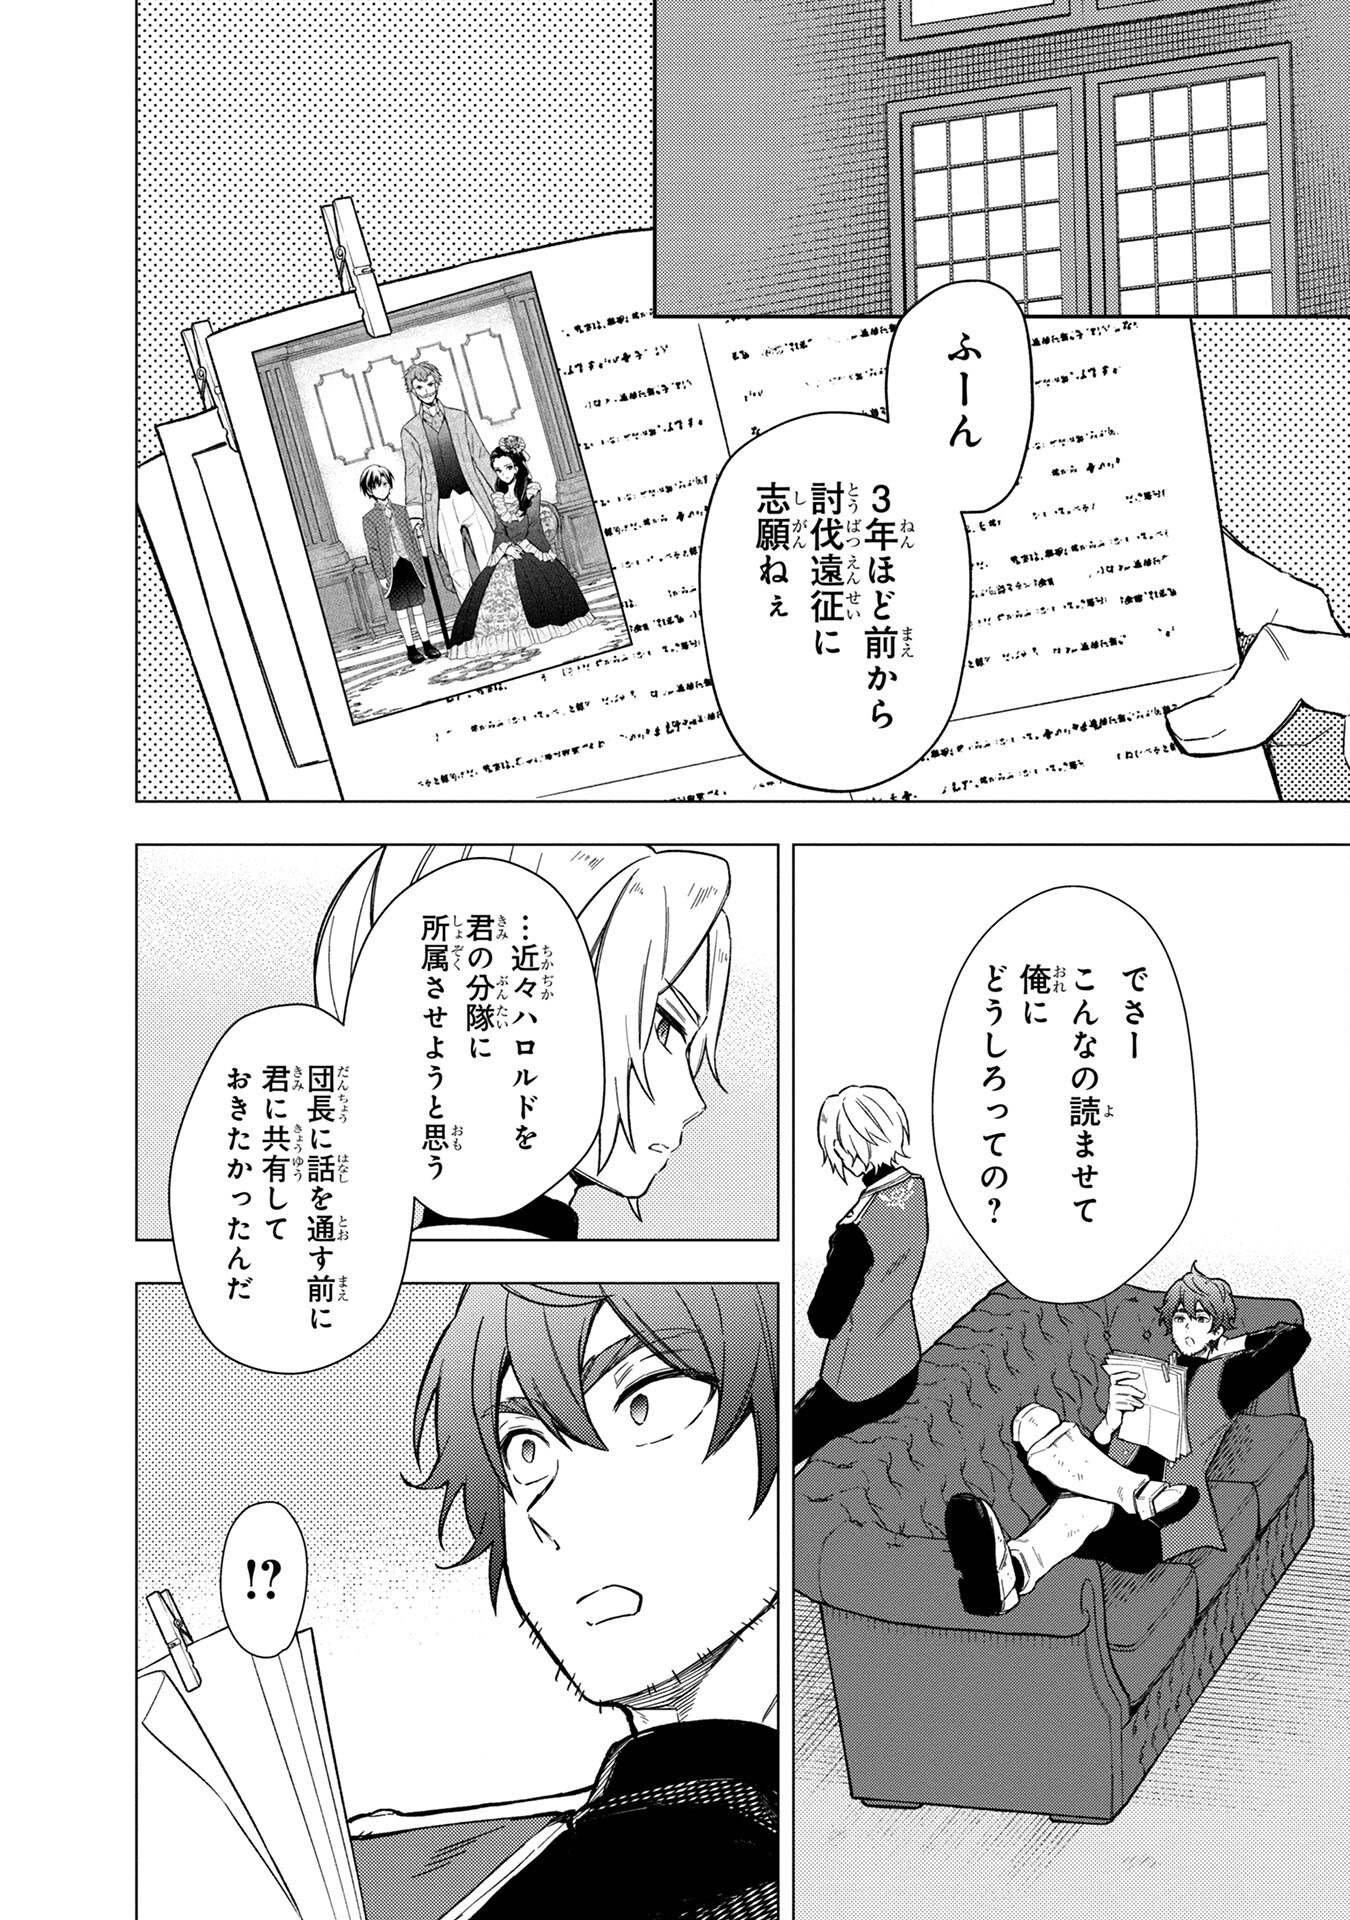 ふーん
3年ほど前から
討伐遠征に
志願ねぇ
でさー
こんなの読ませて
俺に
どうしろっての?
…近々ハロルドを
君の分隊に
所属させようと思う
団長に話を通す前に
君に共有して
おきたかったんだ
!?